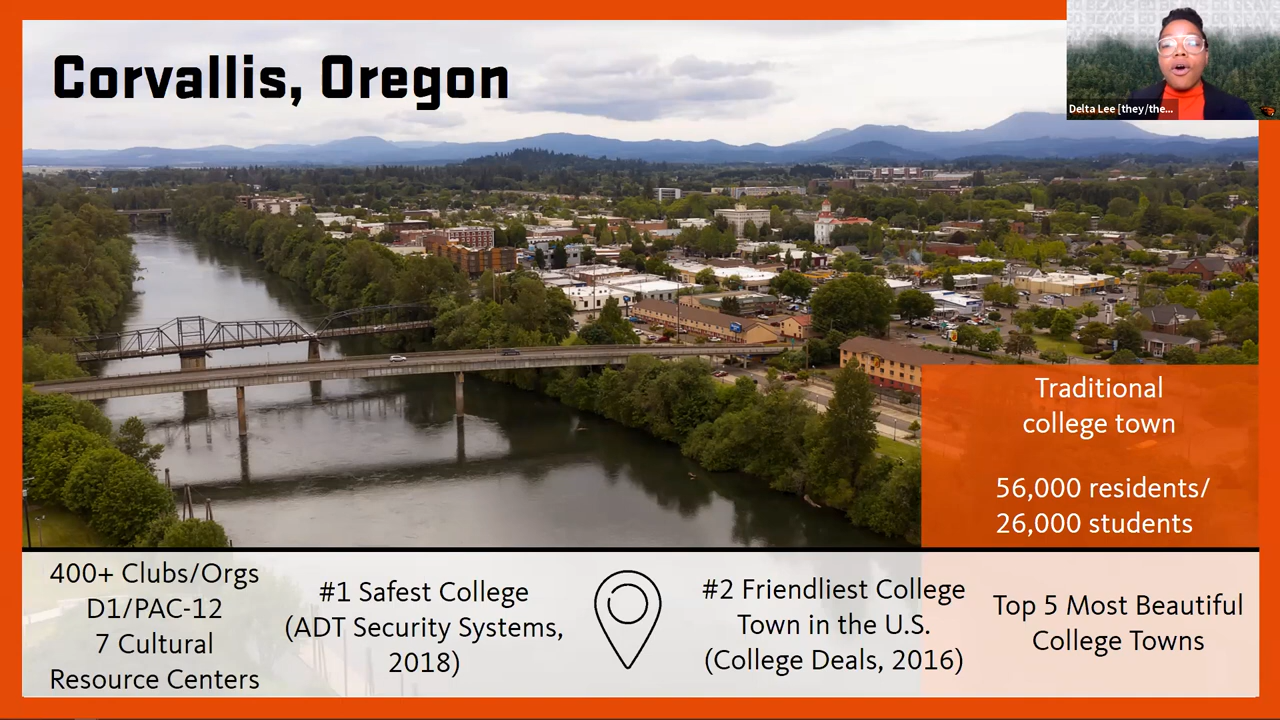 Corvallis, Oregon
Delta Lee [they/the...
Traditional
college town
56,000 residents/
26,000 students
400+ Clubs/Orgs
D1/PAC-12
7 Cultural
Resource Centers
#1 Safest College
(ADT Security Systems,
2018)
#2 Friendliest College
Town in the U.S.
(College Deals, 2016)
Top 5 Most Beautiful
College Towns